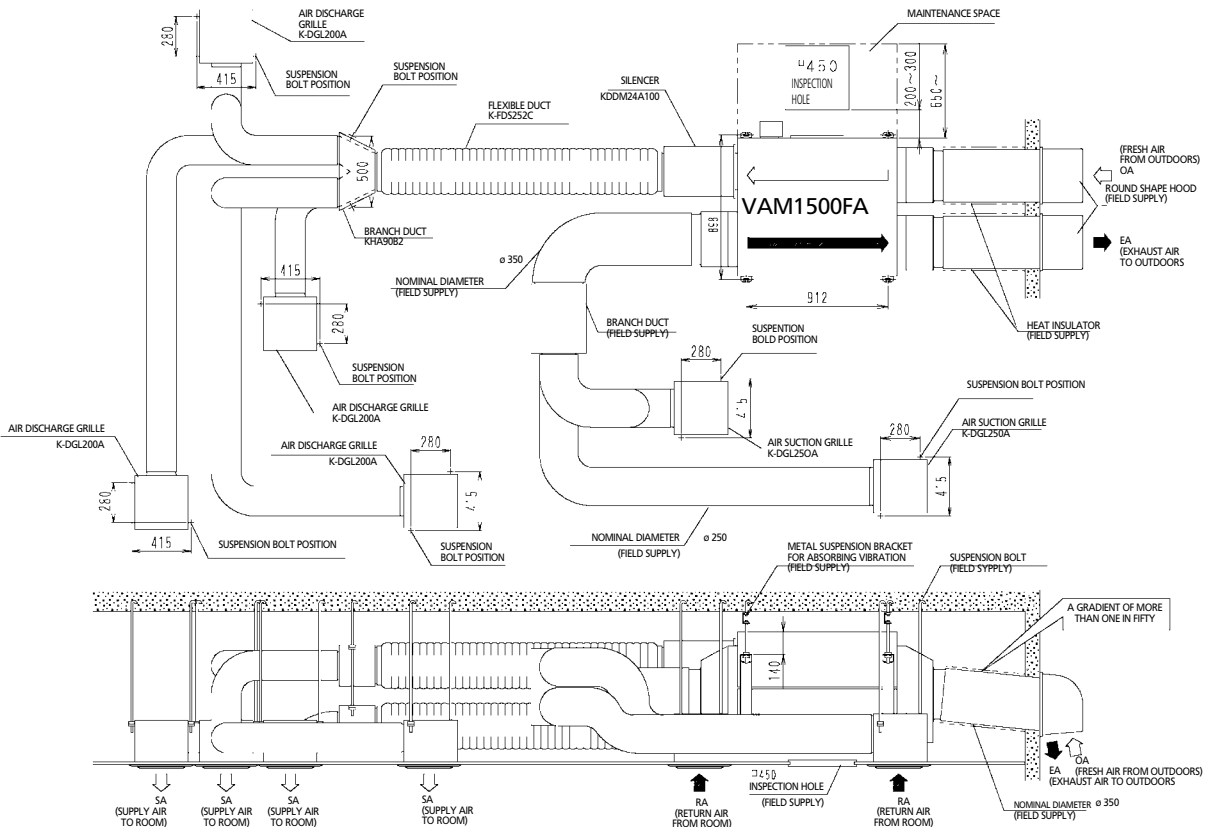 AIR DISCHARGE
GRILLE
K-DGL200A
280
415
SUSPENSION
BOLT POSITION
SUSPENSION
BOLT POSITION
FLEXIBLE DUCT
K-FDS252C
SILENCER
KDDM24A100
MAINTENANCE SPACE
□450
INSPECTION
HOLE
200~300
650~
(FRESH AIR
FROM OUTDOORS)
OA
ROUND SHAPE HOOD
(FIELD SUPPLY)
EA
(EXHAUST AIR
TO OUTDOORS
500
VAM1500FA
868
912
BRANCH DUCT
KHA90B2
ø 350
NOMINAL DIAMETER
(FIELD SUPPLY)
415
280
SUSPENSION
BOLT POSITION
AIR DISCHARGE GRILLE
K-DGL200A
BRANCH DUCT
(FIELD SUPPLY)
SUSPENTION
BOLD POSITION
280
415
HEAT INSULATOR
(FIELD SUPPLY)
SUSPENSION BOLT POSITION
AIR SUCTION GRILLE
K-DGL250A
280
415
AIR SUCTION GRILLE
K-DGL25OA
AIR DISCHARGE GRILLE
K-DGL200A
280
415
SUSPENSION BOLT POSITION
AIR DISCHARGE GRILLE
K-DGL200A
280
415
SUSPENSION
BOLT POSITION
NOMINAL DIAMETER ø 250
(FIELD SUPPLY)
METAL SUSPENSION BRACKET
FOR ABSORBING VIBRATION
(FIELD SUPPLY)
SUSPENSION BOLT
(FIELD SYPPLY)
A GRADIENT OF MORE
THAN ONE IN FIFTY
140
SA
(SUPPLY AIR
TO ROOM)
SA
(SUPPLY AIR
TO ROOM)
SA
(SUPPLY AIR
TO ROOM)
SA
(SUPPLY AIR
TO ROOM)
RA
(RETURN AIR
FROM ROOM)
□450
INSPECTION HOLE
(FIELD SUPPLY)
RA
(RETURN AIR
FROM ROOM)
OA
(FRESH AIR FROM OUTDOORS)
EA
(EXHAUST AIR TO OUTDOORS
NOMINAL DIAMETER ø 350
(FIELD SUPPLY)